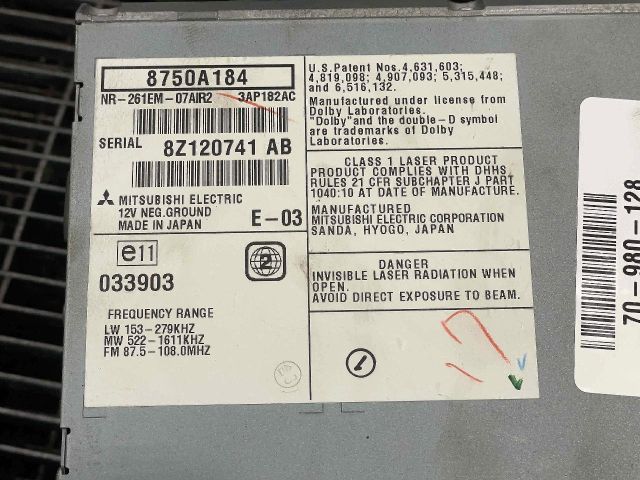 8750A184
NR-261EM-07AIR2 3AP182AC
SERIAL
8Z120741 AB
MITSUBISHI ELECTRIC
12V NEG.GROUND
MADE IN JAPAN
E-03
e11
2
033903
FREQUENCY RANGE
LW 153-279KHZ
MW 522-1611KHZ
FM 87.5-108.0MHZ
U.S.Patent Nos.4,631,603;
4,819,098; 4,907,093; 5,315,448;
and 6,516,132.
Manufactured under license from
Dolby Laboratories.
"Dolby"and the double-D symbol
are trademarks of Dolby
Laboratories.
CLASS 1 LASER PRODUCT
PRODUCT COMPLIES WITH DHHS
RULES 21 CFR SUBCHAPTER J PART
1040:10 AT DATE OF MANUFACTURE.
MANUFACTURED
MITSUBISHI ELECTRIC CORPORATION
SANDA, HYOGO, JAPAN
DANGER
INVISIBLE LASER RADIATION WHEN
OPEN.
AVOID DIRECT EXPOSURE TO BEAM.
1
17
70-980-128